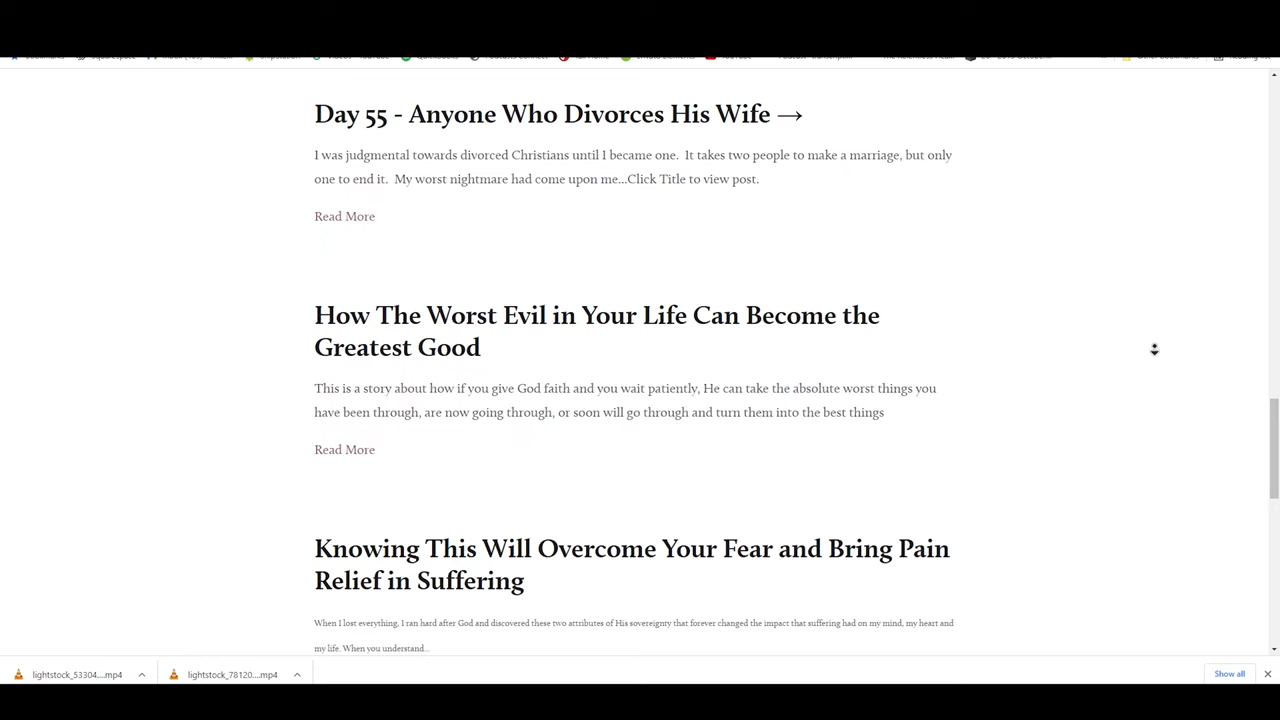 Day 55 - Anyone Who Divorces His Wife →
I was judgmental towards divorced Christians until I became one.  It takes two people to make a marriage, but only
one to end it.  My worst nightmare had come upon me...Click Title to view post.
Read More
How The Worst Evil in Your Life Can Become the
Greatest Good
This is a story about how if you give God faith and you wait patiently, He can take the absolute worst things you
have been through, are now going through, or soon will go through and turn them into the best things
Read More
Knowing This Will Overcome Your Fear and Bring Pain
Relief in Suffering
When I lost everything, I ran hard after God and discovered these two attributes of His sovereignty that forever changed the impact that suffering had on my mind, my heart and
my life. When you understand...
lightstock_53304....mp4
lightstock_78120....mp4
Show all